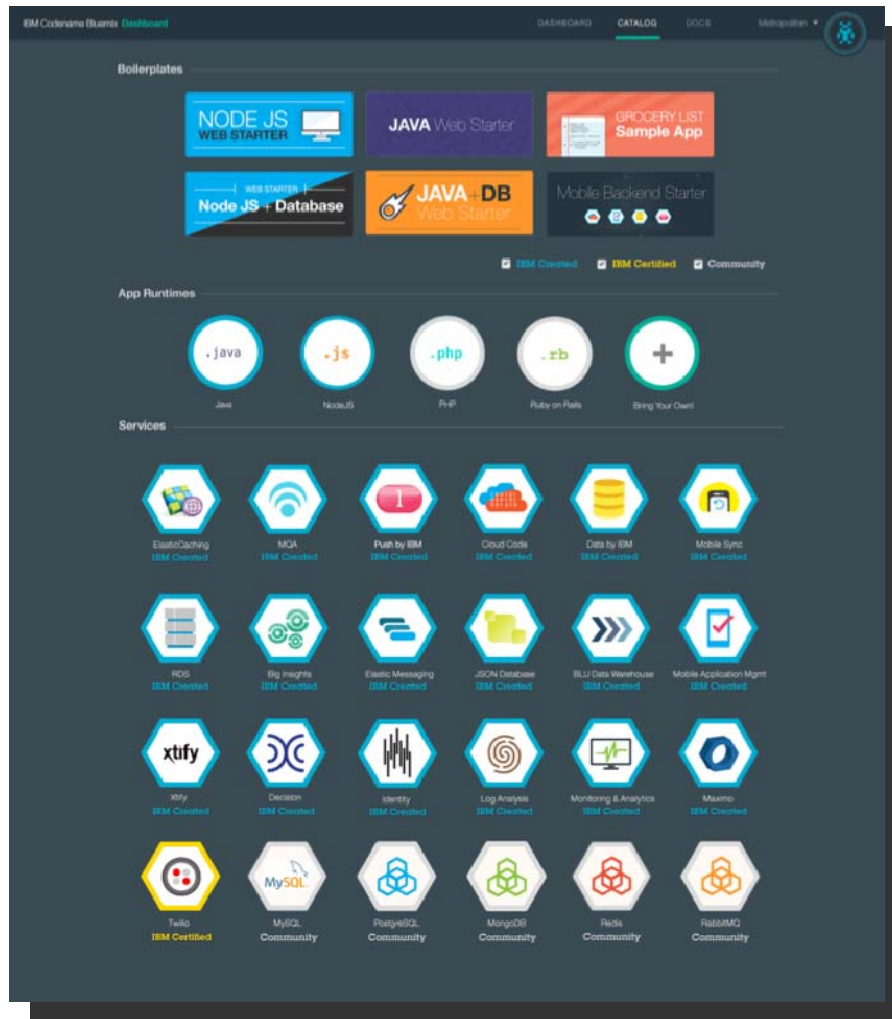 IBM Codename Bluemix Dashboard
DASHBOARD CATALOG DOCS Metropolitan
Boilerplates
NODE JS
WEB STARTER
JAVA Web Starter
GROCERY LIST
Sample App
WEB STARTER
Node JS + Database
JAVA+DB
Web Starter
Mobile Backend Starter
IBM Created IBM Certified Community
App Runtimes
.java .js .php .rb +
Java NodeJS PHP Ruby on Rails Bring Your Own!
Services
1
ElasticCaching MQA Push by IBM Cloud Code Data by IBM Mobile Sync
IBM Created IBM Created IBM Created IBM Created IBM Created IBM Created
RDS Big Insights Elastic Messaging JSON Database BLU Data Warehouse Mobile Application Mgmt
IBM Created IBM Created IBM Created IBM Created IBM Created IBM Created
xtify
Xtify Decision Identity Log Analysis Monitoring & Analytics Maximo
IBM Created IBM Created IBM Created IBM Created IBM Created IBM Created
MySQL
Twilio MySQL PostgreSQL MongoDB Redis RabbitMQ
IBM Certified Community Community Community Community Community